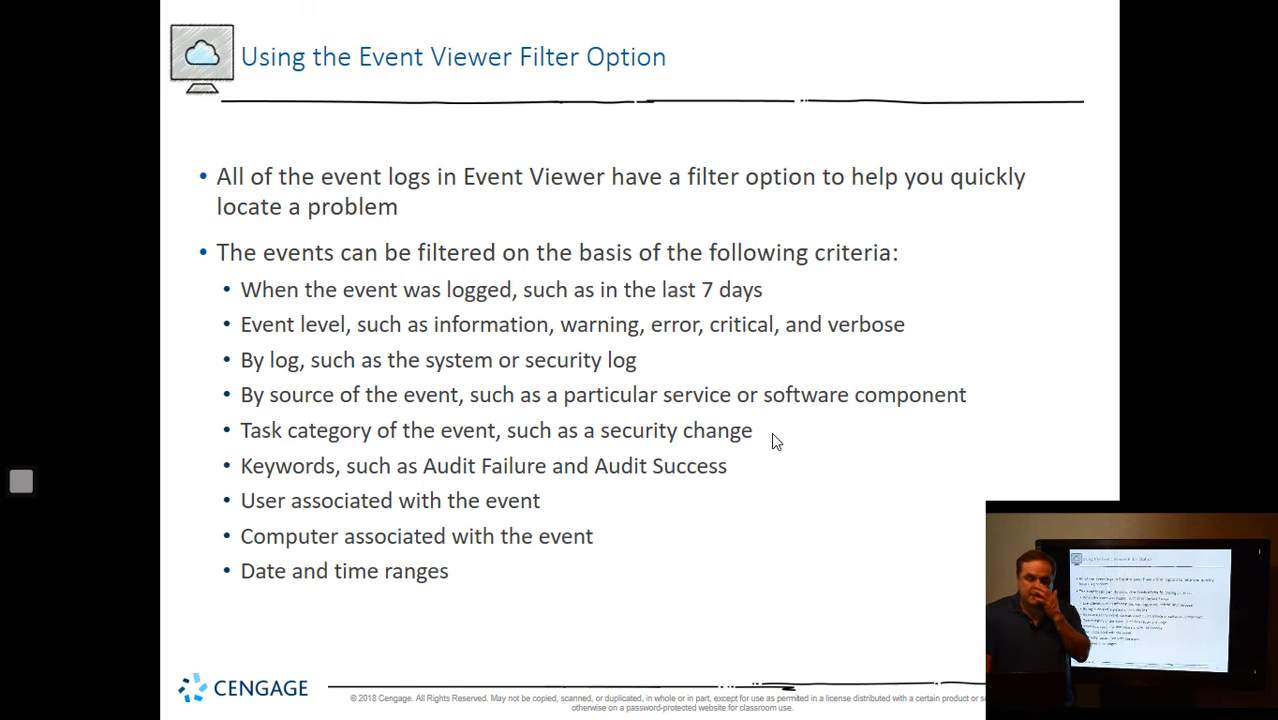 Using the Event Viewer Filter Option
• All of the event logs in Event Viewer have a filter option to help you quickly
locate a problem
• The events can be filtered on the basis of the following criteria:
• When the event was logged, such as in the last 7 days
• Event level, such as information, warning, error, critical, and verbose
• By log, such as the system or security log
• By source of the event, such as a particular service or software component
• Task category of the event, such as a security change
• Keywords, such as Audit Failure and Audit Success
• User associated with the event
• Computer associated with the event
• Date and time ranges
CENGAGE
© 2018 Cengage. May not be copied, scanned, or duplicated, in whole or in part, except for use as permitted in a license distributed with a certain product or
otherwise on a password-protected website for classroom use.